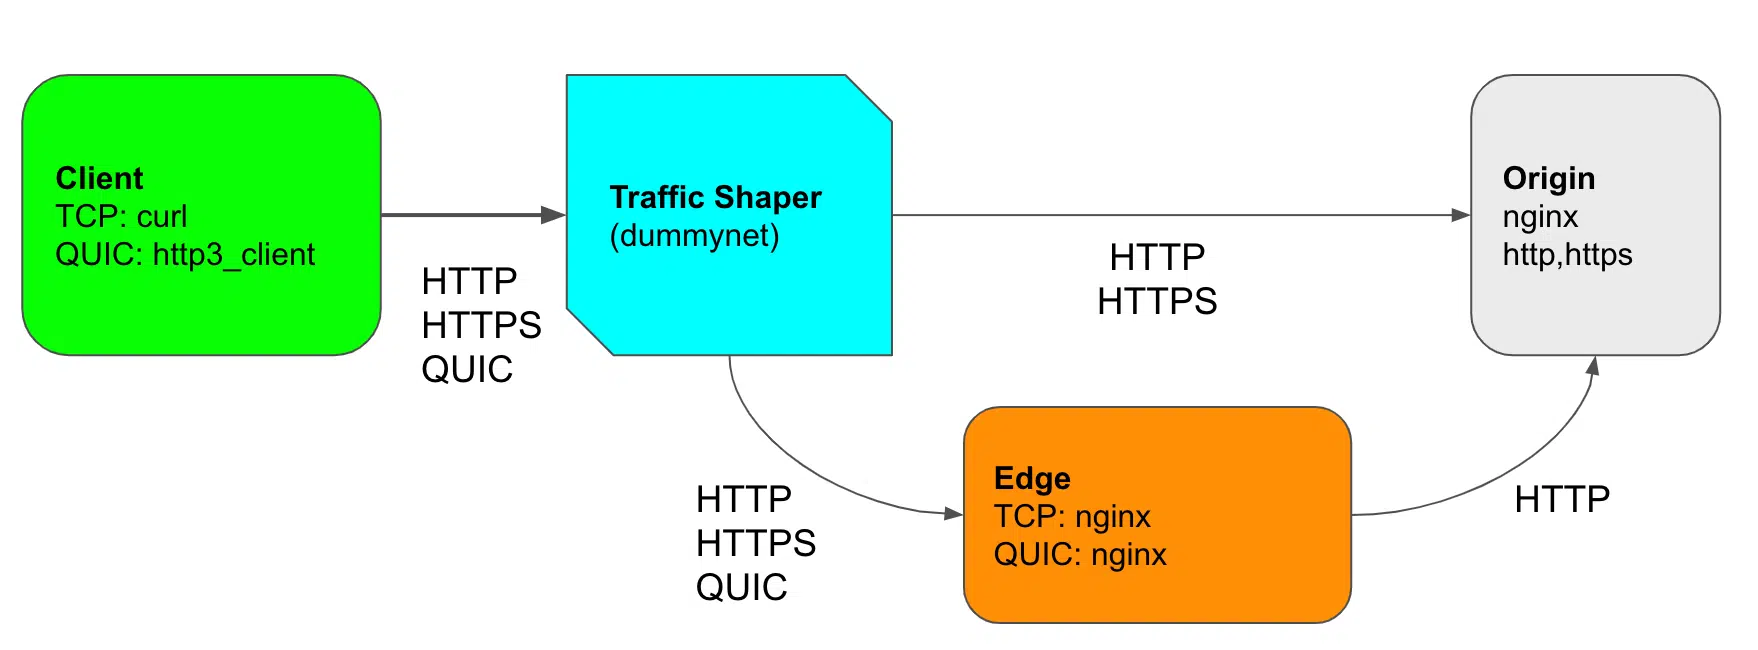 Client
TCP: curl
QUIC: http3_client
HTTP
HTTPS
QUIC
Traffic Shaper
(dummynet)
HTTP
HTTPS
Origin
nginx
http,https
HTTP
HTTPS
QUIC
Edge
TCP: nginx
QUIC: nginx
HTTP